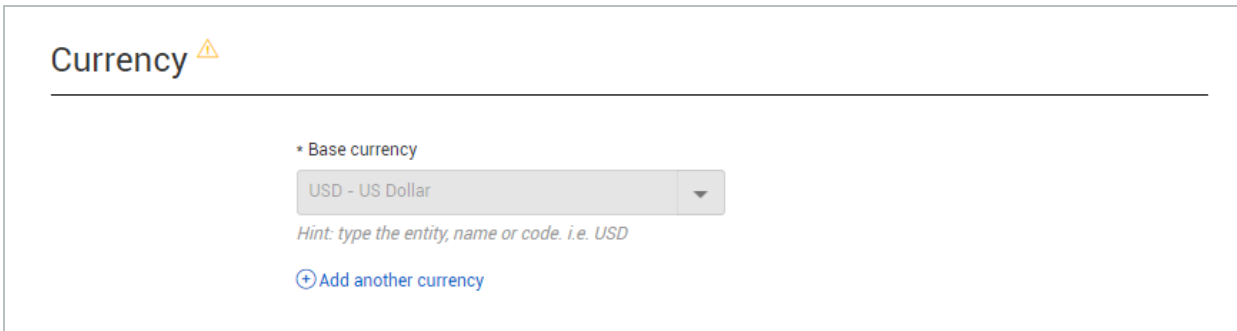 Currency
* Base currency
USD - US Dollar
Hint: type the entity, name or code. i.e. USD
Add another currency